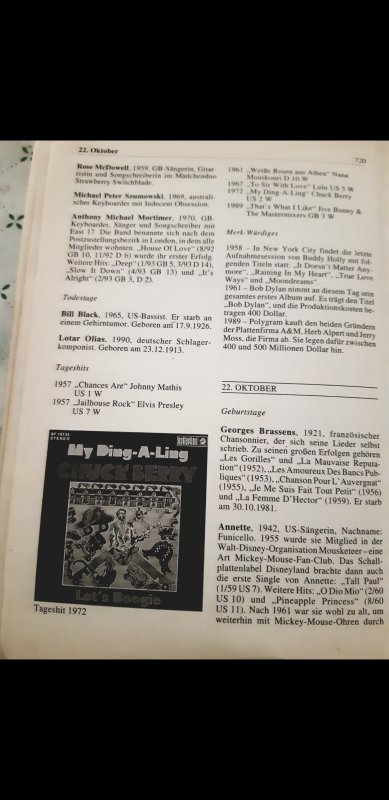 22. Oktober
720
Rose McDowell, 1959, GB-Sängerin, Gitar-
ristin und Songschreiberin im Mädchenduo
Strawberry Switchblade.
Michael Peter Szumowski, 1969, australi-
scher Keyboarder mit Indecent Obsession.
Anthony Michael Mortimer, 1970, GB-
Keyboarder, Sänger und Songschreiber mit
East 17. Die Band benannte sich nach dem
Postzustellungsbezirk in London, in dem alle
Mitglieder wohnten. „House Of Love" (8/92
GB 10, 11/92 D 6) wurde ihr erster Erfolg.
Weitere Hits: „Deep" (1/93 GB 5, 3/93 D 14),
„Slow It Down" (4/93 GB 13) und „It's
Alright" (2/93 GB 3, D 2).
Todestage
Bill Black, 1965, US-Bassist. Er starb an
einem Gehirntumor. Geboren am 17.9.1926.
Lotar Olias, 1990, deutscher Schlager-
komponist. Geboren am 23.12.1913.
Tageshits
1957 „Chances Are" Johnny Mathis
US 1 W
1957 „Jailhouse Rock" Elvis Presley
US 7 W
STEREO
My Ding-A-Ling
CHUCK BERRY
Let's Boogie
Tageshit 1972
1961 „Weiße Rosen aus Athen" Nana
Mouskouri D 10 W
1967 „To Sir With Love" Lulu US 5 W
1972 „My Ding-A-Ling" Chuck Berry
US 2 W
1989 „That's What I Like" Jive Bunny &
The Mastermixers GB 3 W
Merk-Würdiges
1958 – In New York City findet die letzte
Aufnahmesession von Buddy Holly mit fol-
genden Titeln statt: „It Doesn't Matter Any-
more", „Raining In My Heart", „True Love
Ways" und „Moondreams".
1961 – Bob Dylan nimmt an diesem Tag sein
gesamtes erstes Album auf. Es trägt den Titel
„Bob Dylan", und die Produktionskosten be-
tragen 400 Dollar.
1989 – Polygram kauft den beiden Gründern
der Plattenfirma A&M, Herb Alpert und Jerry
Moss, die Firma ab. Sie legen dafür zwischen
400 und 500 Millionen Dollar hin.
22. OKTOBER
Geburtstage
Georges Brassens, 1921, französischer
Chansonnier, der sich seine Lieder selbst
schrieb. Zu seinen großen Erfolgen gehören
„Les Gorilles" und „La Mauvaise Reputa-
tion" (1952), „Les Amoureux Des Bancs Pub-
liques" (1953), „Chanson Pour L'Auvergnat"
(1955), „Je Me Suis Fait Tout Petit" (1956)
und „La Femme D'Hector" (1959). Er starb
am 30.10.1981.
Annette, 1942, US-Sängerin, Nachname:
Funicello. 1955 wurde sie Mitglied in der
Walt-Disney-Organisation Mousketeer – eine
Art Mickey-Mouse-Fan-Club. Das Schall-
plattenlabel Disneyland brachte dann auch
die erste Single von Annette: „Tall Paul"
(1/59 US 7). Weitere Hits: „O Dio Mio" (2/60
US 10) und „Pineapple Princess" (8/60
US 11). Nach 1961 war sie wohl zu alt, um
weiterhin mit Mickey-Mouse-Ohren durch